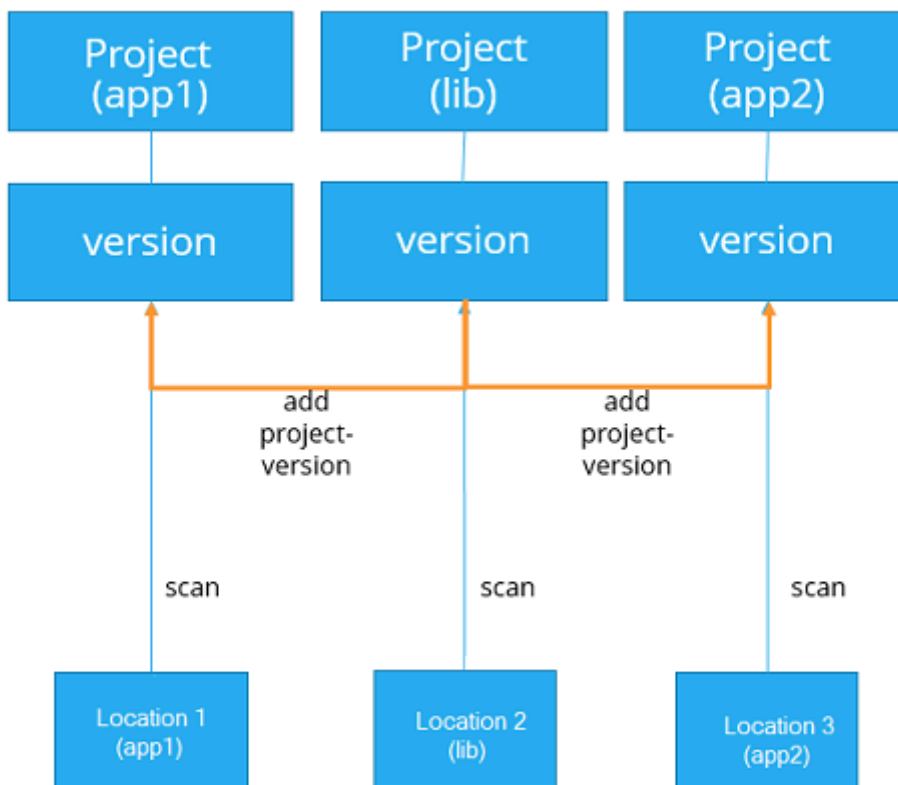 Project
(app1)
Project
(lib)
Project
(app2)
version
version
version
add
project-
version
add
project-
version
scan
scan
scan
Location 1
(app1)
Location 2
(lib)
Location 3
(app2)